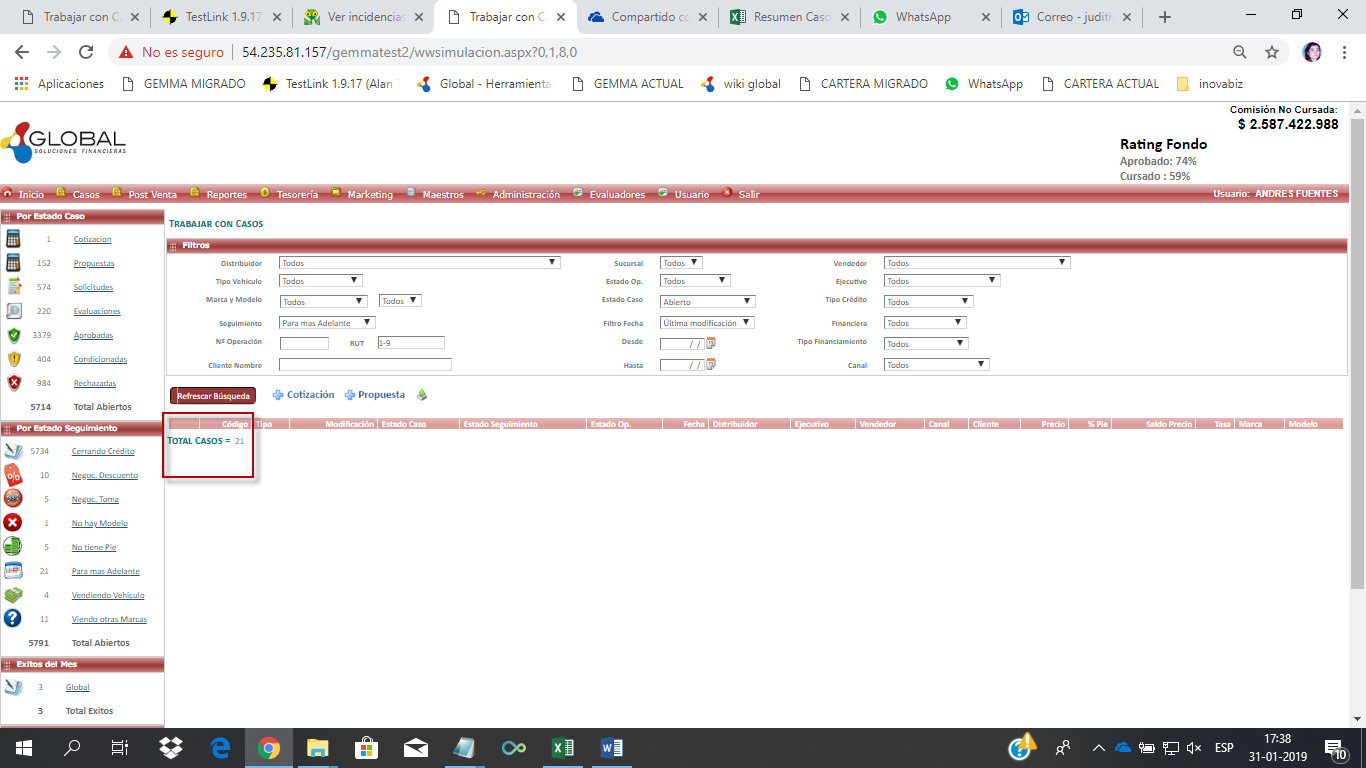 Trabajar con C
TestLink 1.9.17
Ver incidencias
Trabajar con Ca
Compartido co
Resumen Caso
WhatsApp
Correo - judith
No es seguro
54.235.81.157/gemmatest2/wwsimulacion.aspx?0,1,8,0
Aplicaciones
GEMMA MIGRADO
TestLink 1.9.17 (Alan
Global - Herramienta
GEMMA ACTUAL
wiki global
CARTERA MIGRADO
WhatsApp
CARTERA ACTUAL
inovabiz
Comisión No Cursada:
$ 2.587.422.988
GLOBAL
SOLUCIONES FINANCIERAS
Rating Fondo
Aprobado: 74%
Cursado : 59%
Inicio Casos Post Venta Reportes Tesorería Marketing Maestros Administración Evaluadores Usuario Salir
Usuario: ANDRES FUENTES
Por Estado Caso
1 Cotizacion
152 Propuestas
574 Solicitudes
220 Evaluaciones
3379 Aprobadas
404 Condicionadas
984 Rechazadas
5714 Total Abiertos
Por Estado Seguimiento
5734 Cerrando Crédito
10 Negoc. Descuento
5 Negoc. Toma
1 No hay Modelo
5 No tiene Pie
21 Para mas Adelante
4 Vendiendo Vehículo
11 Viendo otras Marcas
5791 Total Abiertos
Exitos del Mes
3 Global
3 Total Exitos
TRABAJAR CON CASOS
Filtros
Distribuidor Todos Sucursal Todos Vendedor Todos
Tipo Vehículo Todos Estado Op. Todos Ejecutivo Todos
Marca y Modelo Todos Todos Estado Caso Abierto Tipo Crédito Todos
Seguimiento Para mas Adelante Filtro Fecha Última modificación Financiera Todos
Nº Operación RUT 1-9 Desde / / Tipo Financiamiento Todos
Cliente Nombre Hasta / / Canal Todos
Refrescar Búsqueda Cotización Propuesta
Código Tipo Modificación Estado Caso Estado Seguimiento Estado Op. Fecha Distribuidor Ejecutivo Vendedor Canal Cliente Precio % Pie Saldo Precio Tasa Marca Modelo
TOTAL CASOS = 21
ESP
17:38
31-01-2019
10